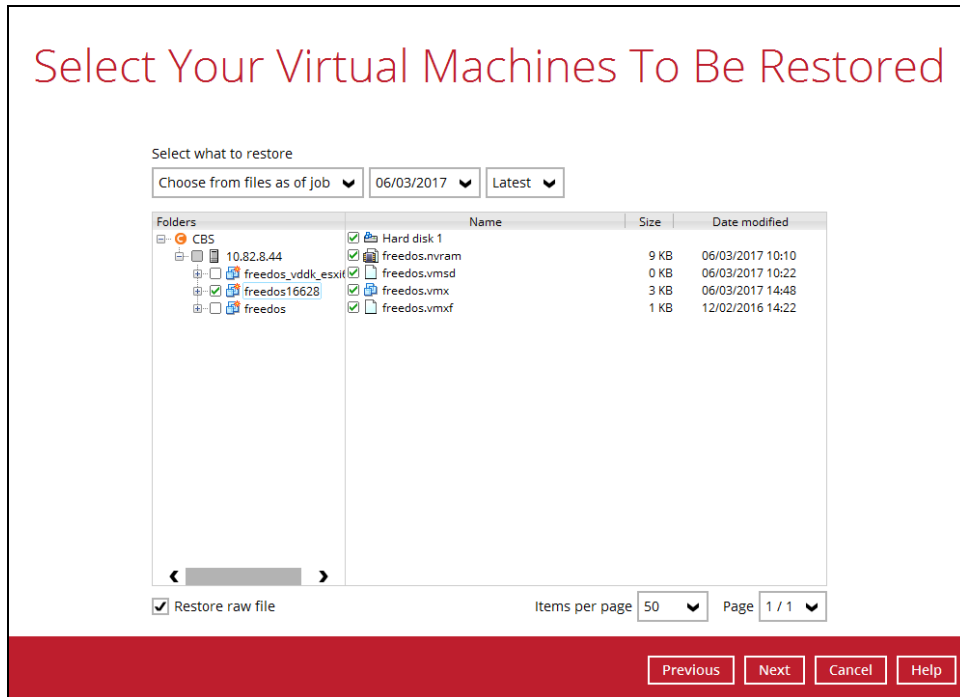 Select Your Virtual Machines To Be Restored
Select what to restore
Choose from files as of job 06/03/2017 Latest
Folders Name Size Date modified
CBS Hard disk 1
10.82.8.44 freedos.nvram 9 KB 06/03/2017 10:10
freedos_vddk_esxi6 freedos.vmsd 0 KB 06/03/2017 10:22
freedos16628 freedos.vmx 3 KB 06/03/2017 14:48
freedos freedos.vmxf 1 KB 12/02/2016 14:22
Restore raw file Items per page 50 Page 1 / 1
Previous Next Cancel Help